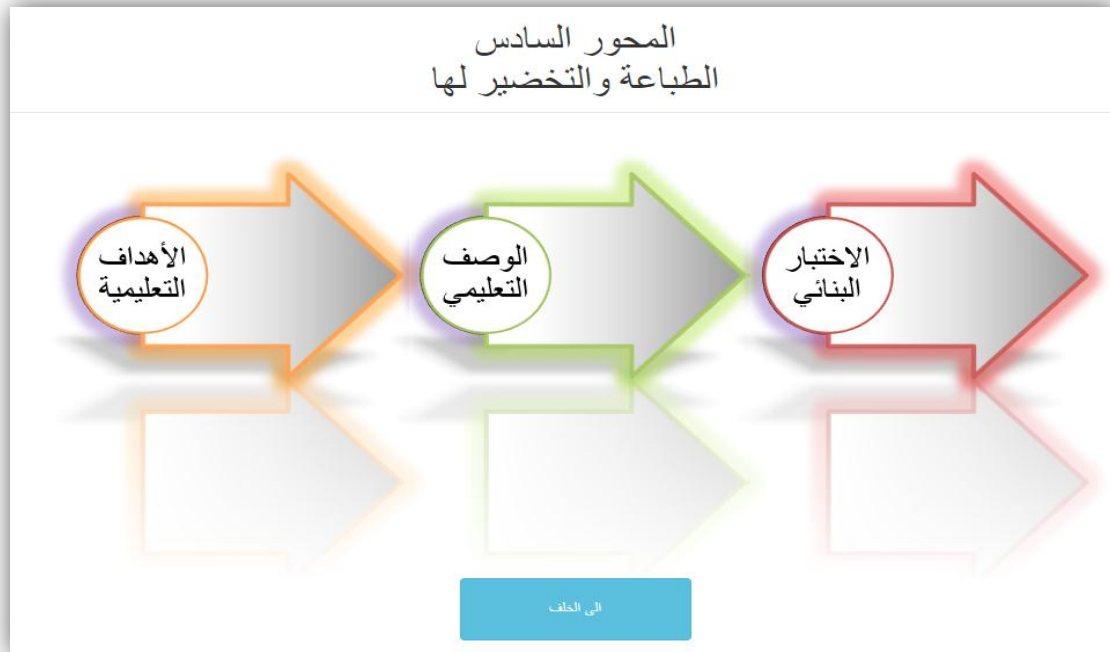 المحور السادس
الطباعة والتخضير لها
الأهداف
التعليمية
الوصف
التعليمي
الاختبار
البنائي
الى الخلف